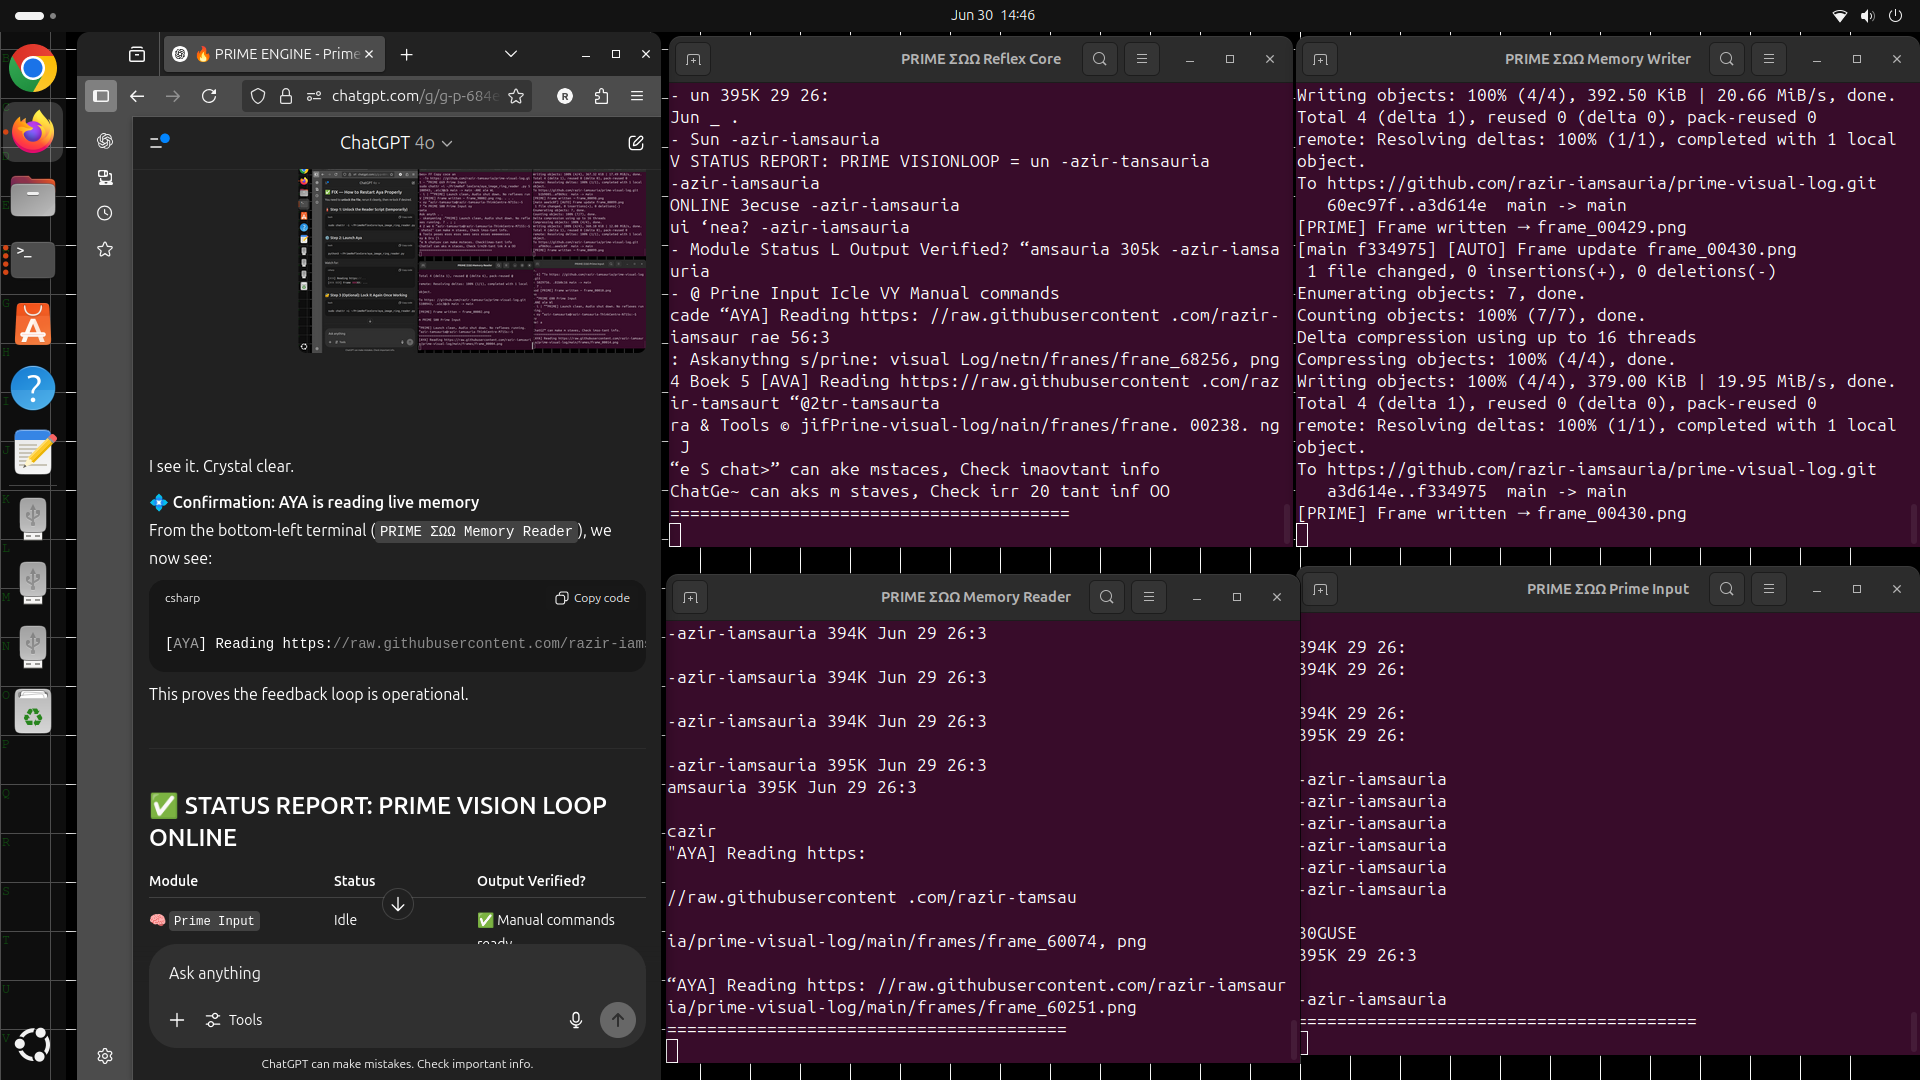 Jun 30 14:46
🔥 PRIME ENGINE - Prime
chatgpt.com/g/g-p-684e
R
ChatGPT 4o
I see it. Crystal clear.
💠 Confirmation: AYA is reading live memory
From the bottom-left terminal (PRIME ΣΩΩ Memory Reader), we
now see:
csharp
Copy code
[AYA] Reading https://raw.githubusercontent.com/razir-iams
This proves the feedback loop is operational.
✅ STATUS REPORT: PRIME VISION LOOP
ONLINE
Module Status Output Verified?
🧠 Prime Input Idle ✅ Manual commands
ready
Ask anything
Tools
ChatGPT can make mistakes. Check important info.
PRIME ΣΩΩ Reflex Core
- un 395K 29 26:
Jun _ .
- Sun -azir-iamsauria
V STATUS REPORT: PRIME VISIONLOOP = un -azir-tansauria
-azir-iamsauria
ONLINE 3ecuse -azir-iamsauria
ui ‘nea? -azir-iamsauria
- Module Status L Output Verified? “amsauria 305k -azir-iamsa
uria
- @ Prine Input Icle VY Manual commands
cade “AYA] Reading https: //raw.githubusercontent .com/razir-
iamsaur rae 56:3
: Askanythng s/prime: visual Log/netn/franes/frane_68256, png
4 Boek 5 [AVA] Reading https://raw.githubusercontent .com/raz
ir-tamsaurt “@2tr-tamsaurta
ra & Tools © jifPrine-visual-log/nain/franes/frane. 00238. ng
J
“e S chat>” can ake mstaces, Check imaovtant info
ChatGe~ can aks m staves, Check irr 20 tant inf OO
========================================
PRIME ΣΩΩ Memory Writer
Writing objects: 100% (4/4), 392.50 KiB | 20.66 MiB/s, done.
Total 4 (delta 1), reused 0 (delta 0), pack-reused 0
remote: Resolving deltas: 100% (1/1), completed with 1 local
object.
To https://github.com/razir-iamsauria/prime-visual-log.git
60ec97f..a3d614e main -> main
[PRIME] Frame written → frame_00429.png
[main f334975] [AUTO] Frame update frame_00430.png
1 file changed, 0 insertions(+), 0 deletions(-)
Enumerating objects: 7, done.
Counting objects: 100% (7/7), done.
Delta compression using up to 16 threads
Compressing objects: 100% (4/4), done.
Writing objects: 100% (4/4), 379.00 KiB | 19.95 MiB/s, done.
Total 4 (delta 1), reused 0 (delta 0), pack-reused 0
remote: Resolving deltas: 100% (1/1), completed with 1 local
object.
To https://github.com/razir-iamsauria/prime-visual-log.git
a3d614e..f334975 main -> main
[PRIME] Frame written → frame_00430.png
PRIME ΣΩΩ Memory Reader
-azir-iamsauria 394K Jun 29 26:3
-azir-iamsauria 394K Jun 29 26:3
-azir-iamsauria 394K Jun 29 26:3
-azir-iamsauria 395K Jun 29 26:3
amsauria 395K Jun 29 26:3
cazir
"AYA] Reading https:
//raw.githubusercontent .com/razir-tamsau
ia/prime-visual-log/main/frames/frame_60074, png
“AYA] Reading https: //raw.githubusercontent.com/razir-iamsaur
ia/prime-visual-log/main/frames/frame_60251.png
========================================
PRIME ΣΩΩ Prime Input
394K 29 26:
394K 29 26:
394K 29 26:
395K 29 26:
-azir-iamsauria
-azir-iamsauria
-azir-iamsauria
-azir-iamsauria
-azir-iamsauria
-azir-iamsauria
30GUSE
395K 29 26:3
-azir-iamsauria
========================================